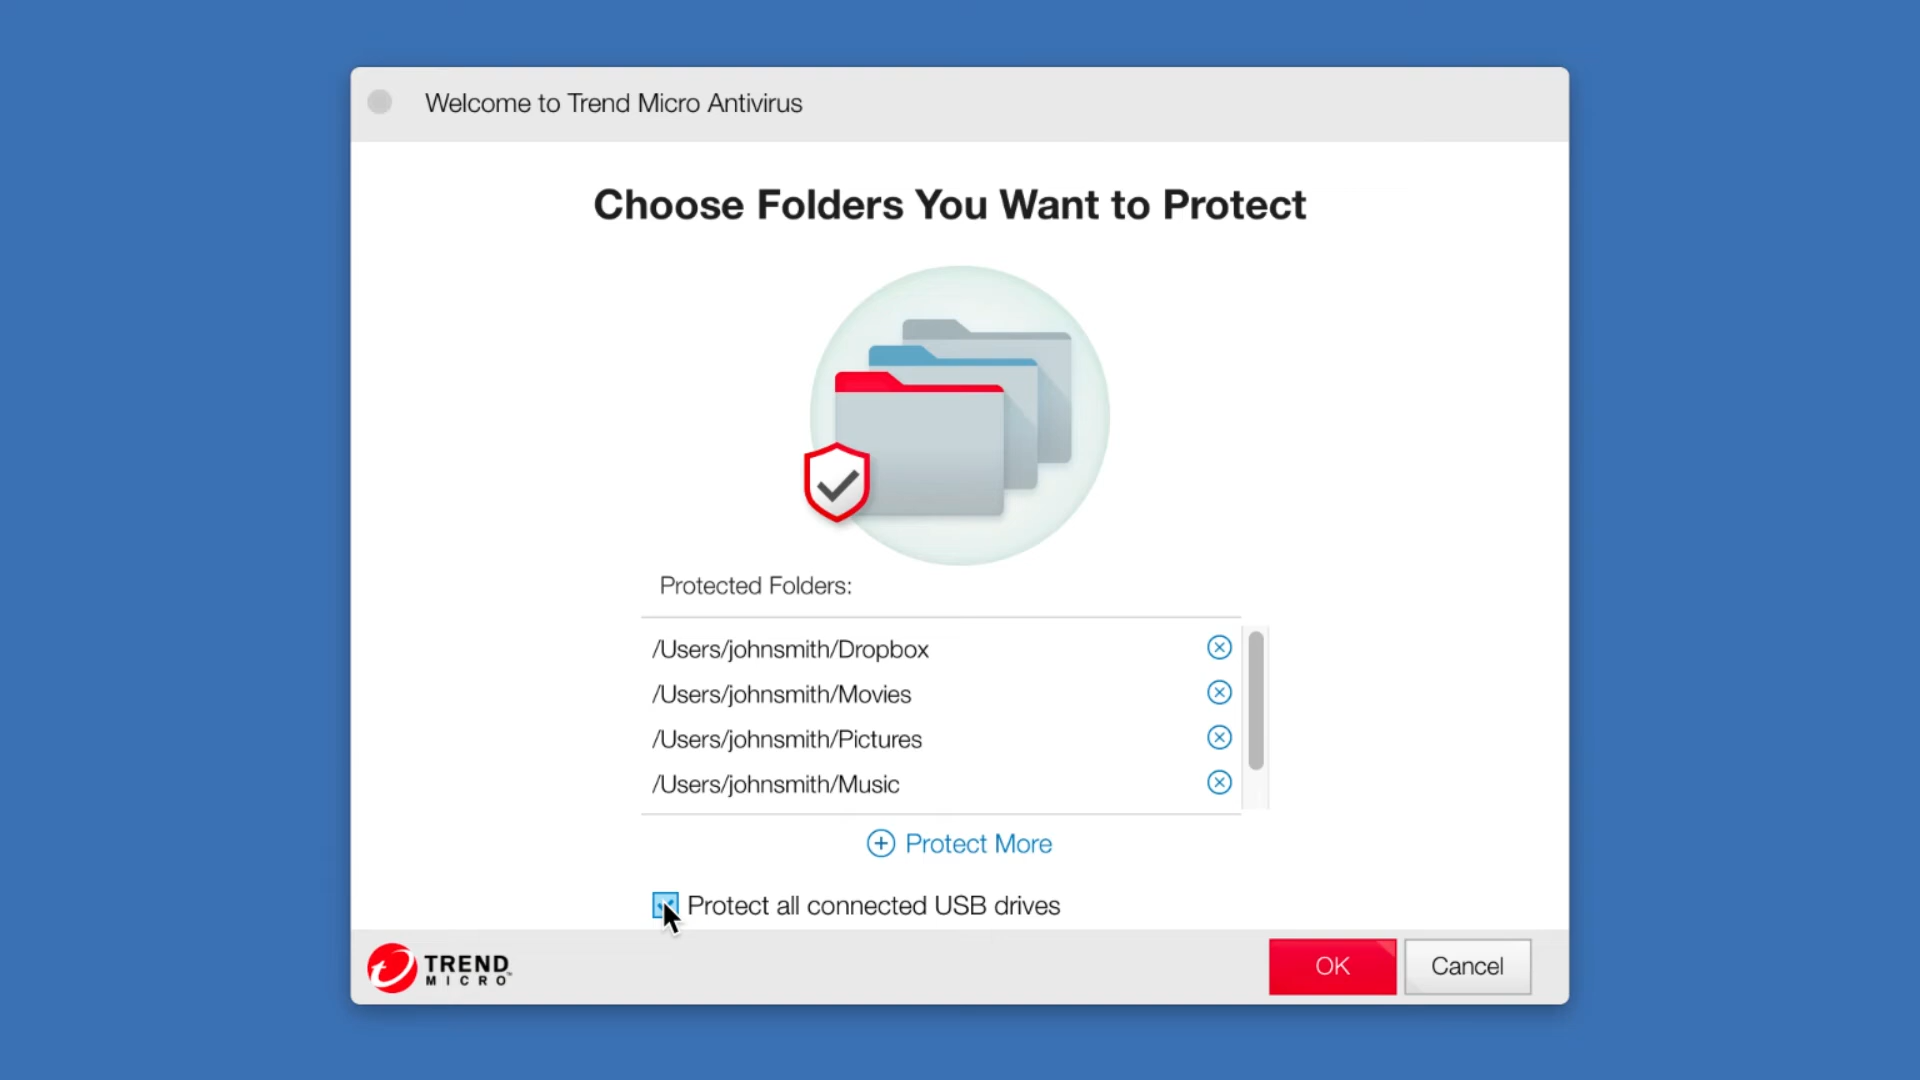 Welcome to Trend Micro Antivirus
Choose Folders You Want to Protect
Protected Folders:
/Users/johnsmith/Dropbox
/Users/johnsmith/Movies
/Users/johnsmith/Pictures
/Users/johnsmith/Music
Protect More
Protect all connected USB drives
TREND
MICRO™
OK
Cancel